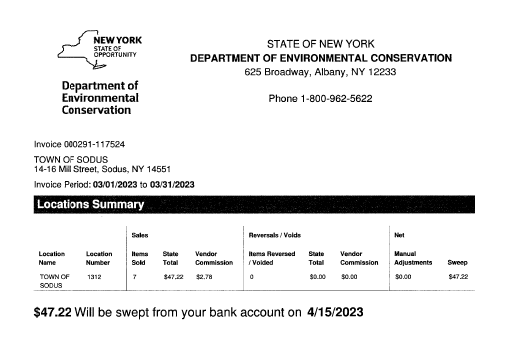 NEW YORK
STATE OF
OPPORTUNITY
Department of
Environmental
Conservation
STATE OF NEW YORK
DEPARTMENT OF ENVIRONMENTAL CONSERVATION
625 Broadway, Albany, NY 12233
Phone 1-800-962-5622
Invoice 000291-117524
TOWN OF SODUS
14-16 Mill Street, Sodus, NY 14551
Invoice Period: 03/01/2023 to 03/31/2023
Locations Summary
Sales Reversals / Voids Net
Location Location Items State Vendor Items Reversed State Vendor Manual
Name Number Sold Total Commission / Voided Total Commission Adjustments Sweep
TOWN OF 1312 7 $47.22 $2.78 0 $0.00 $0.00 $0.00 $47.22
SODUS
$47.22 Will be swept from your bank account on 4/15/2023